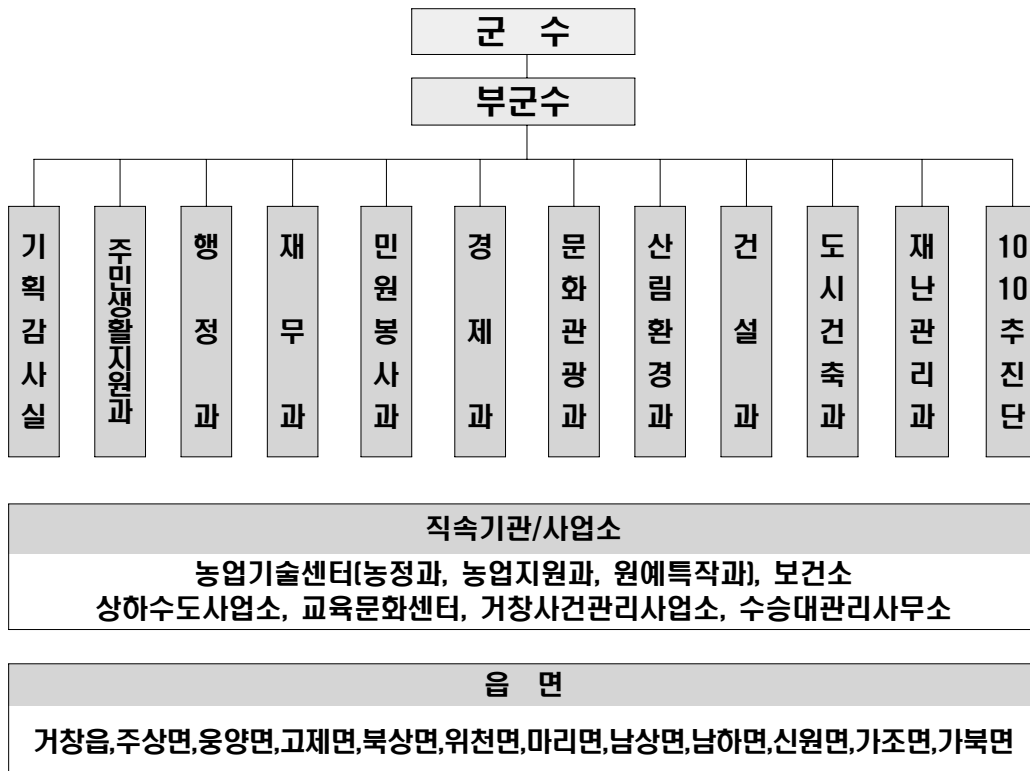 군 수
부군수
기획감사실
주민생활지원과
행정과
재무과
민원봉사과
경제과
문화관광과
산림환경과
건설과
도시건축과
재난관리과
1010추진단
직속기관/사업소
농업기술센터(농정과, 농업지원과, 원예특작과), 보건소
상하수도사업소, 교육문화센터, 거창사건관리사업소, 수승대관리사무소
읍 면
거창읍,주상면,웅양면,고제면,북상면,위천면,마리면,남상면,남하면,신원면,가조면,가북면